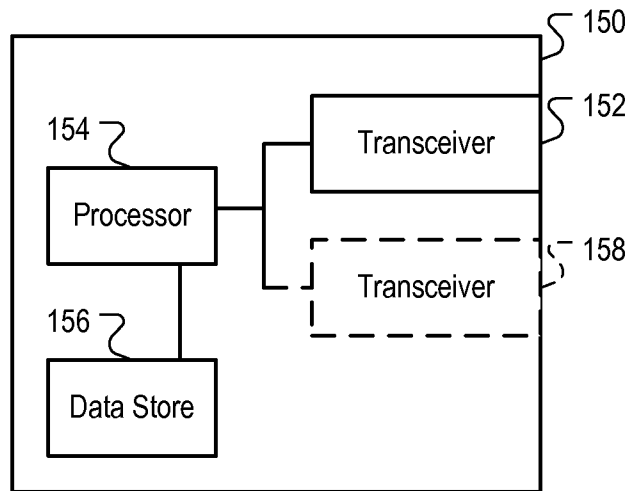 150
152
Transceiver
154
Processor
158
Transceiver
156
Data Store